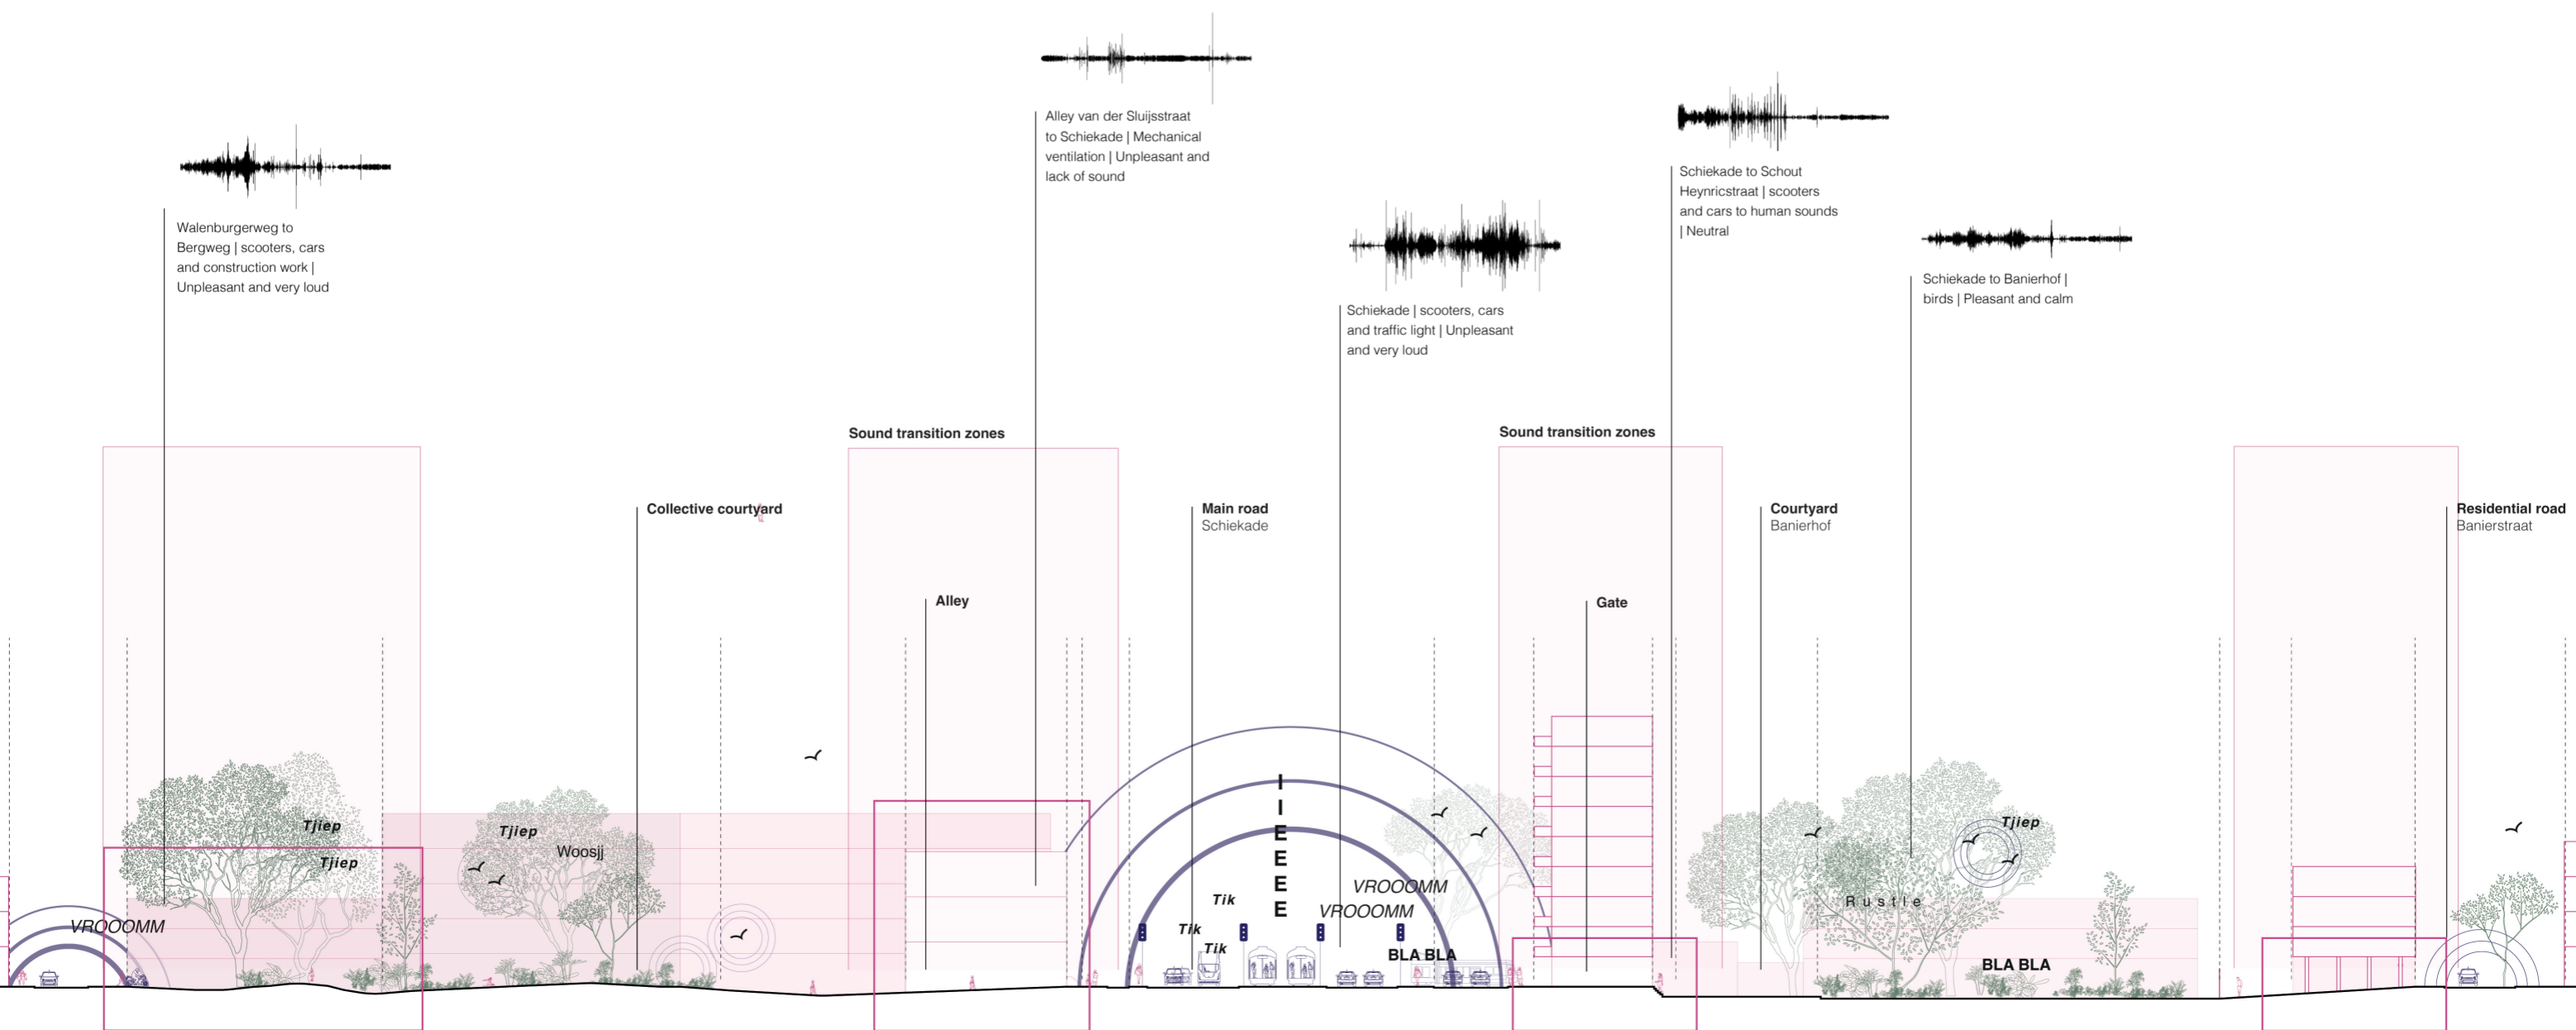 Walenburgerweg to
Bergweg | scooters, cars
and construction work |
Unpleasant and very loud
Alley van der Sluijsstraat
to Schiekade | Mechanical
ventilation | Unpleasant and
lack of sound
Schiekade | scooters, cars
and traffic light | Unpleasant
and very loud
Schiekade to Schout
Heynricstraat | scooters
and cars to human sounds
| Neutral
Schiekade to Banierhof |
birds | Pleasant and calm
Sound transition zones
Sound transition zones
Collective courtyard
Main road
Schiekade
Courtyard
Banierhof
Residential road
Banierstraat
Alley
Gate
VROOOMM
Tjiep
Tjiep
Tjiep
Woosjj
I
I
E
E
E
E
Tik
Tik
Tik
VROOOMM
VROOOMM
BLA BLA
Tjiep
Rustle
BLA BLA